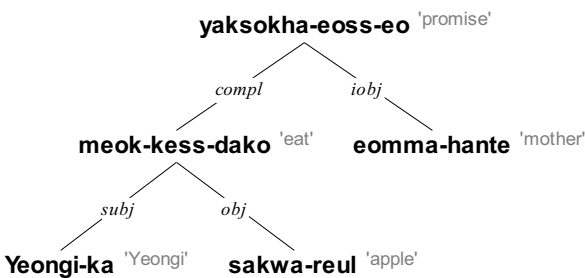 yaksokha-eoss-eo 'promise'
compl iobj
meok-kess-dako 'eat' eomma-hante 'mother'
subj obj
Yeongi-ka 'Yeongi' sakwa-reul 'apple'